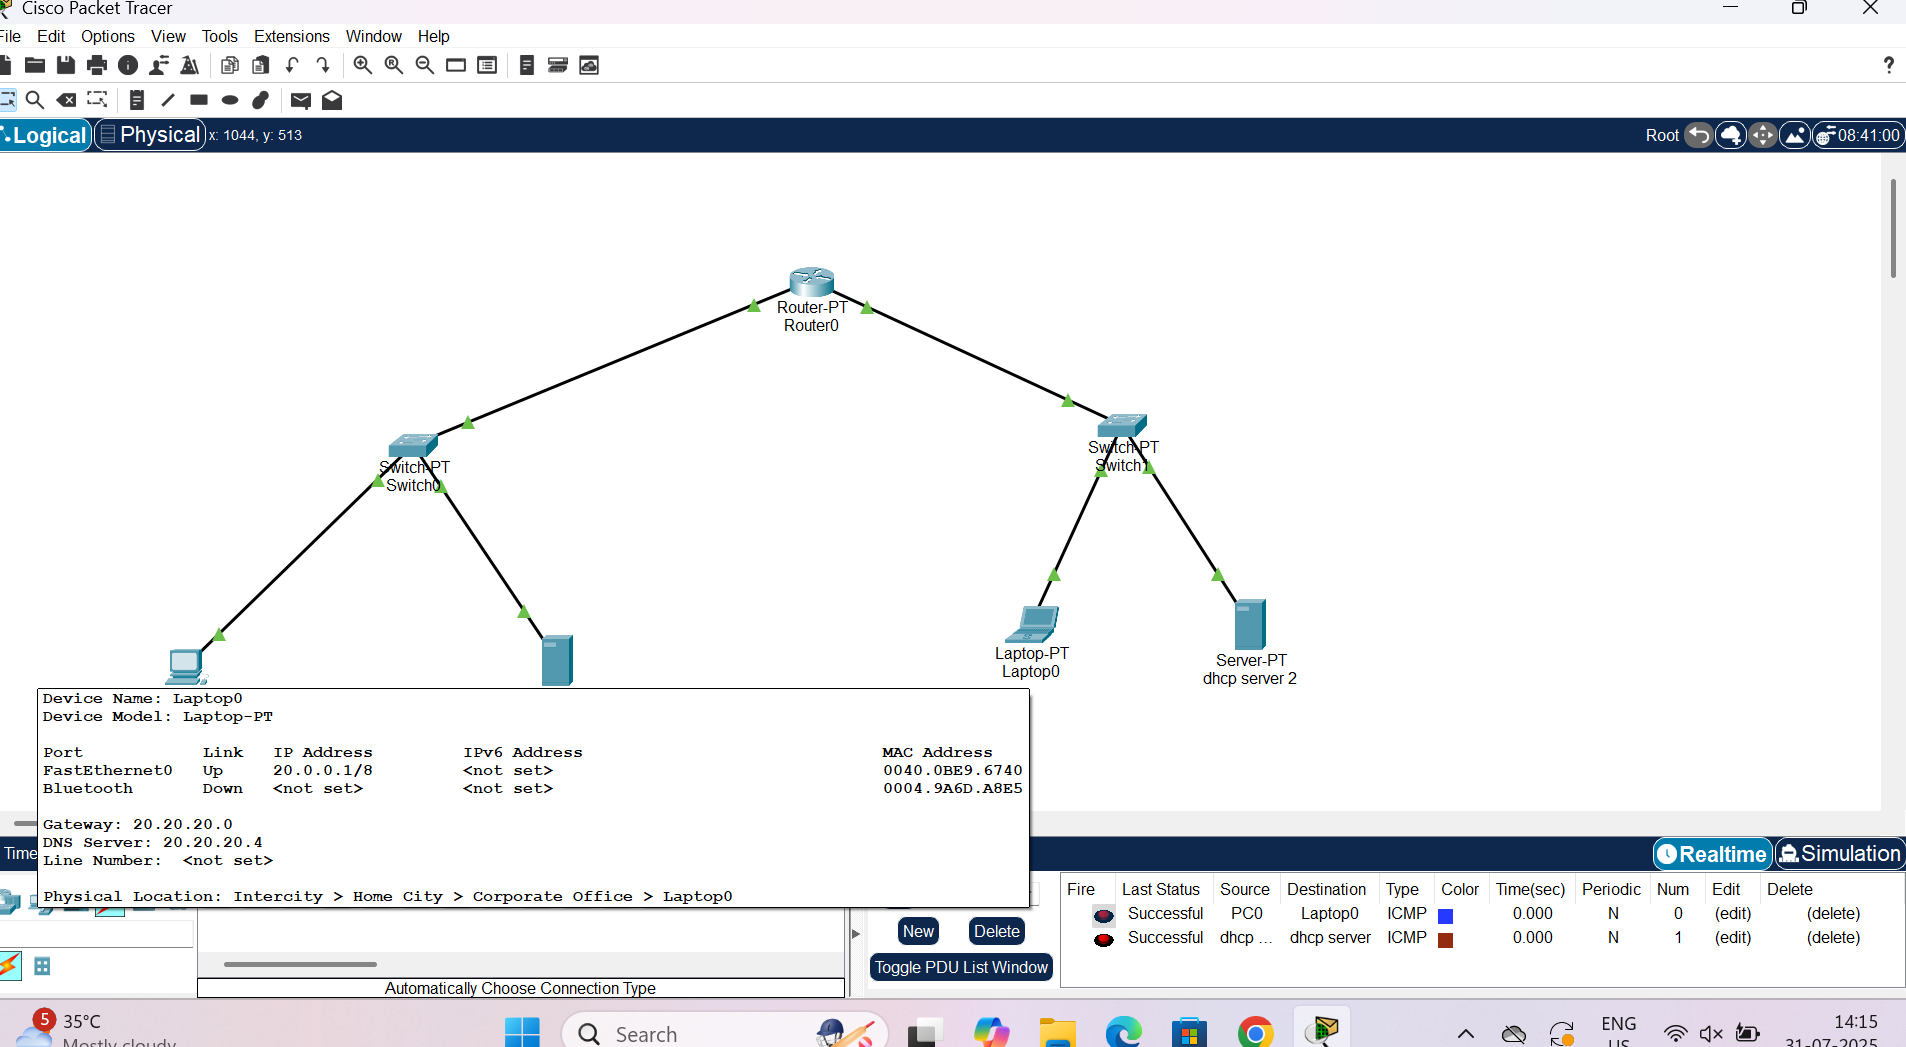 Cisco Packet Tracer
File Edit Options View Tools Extensions Window Help
?
Logical Physical x: 1044, y: 513 Root 08:41:00
Router-PT
Router0
Switch-PT
Switch0
Switch-PT
Switch1
Laptop-PT
Laptop0
Server-PT
dhcp server 2
Device Name: Laptop0
Device Model: Laptop-PT
Port Link IP Address IPv6 Address MAC Address
FastEthernet0 Up 20.0.0.1/8 <not set> 0040.0BE9.6740
Bluetooth Down <not set> <not set> 0004.9A6D.A8E5
Gateway: 20.20.20.0
DNS Server: 20.20.20.4
Line Number: <not set>
Physical Location: Intercity > Home City > Corporate Office > Laptop0
Time Realtime Simulation
Fire Last Status Source Destination Type Color Time(sec) Periodic Num Edit Delete
Successful PC0 Laptop0 ICMP 0.000 N 0 (edit) (delete)
Successful dhcp ... dhcp server ICMP 0.000 N 1 (edit) (delete)
New Delete
Toggle PDU List Window
Automatically Choose Connection Type
5 35°C
Mostly cloudy
Search
ENG
US
14:15
31-07-2025